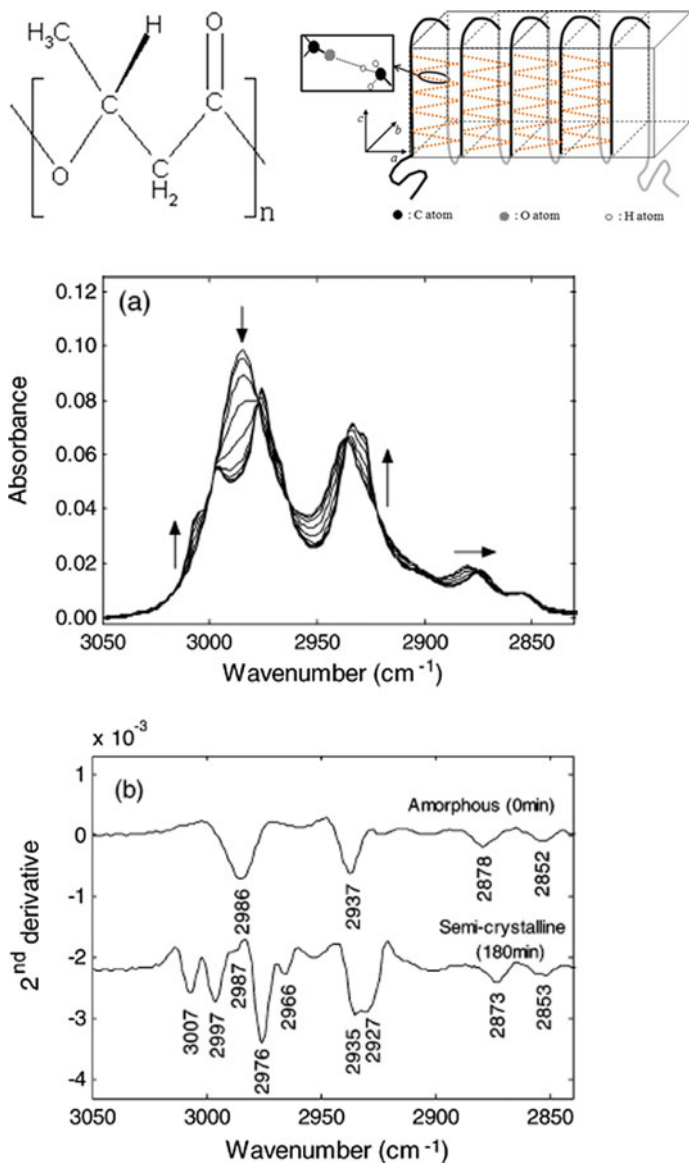 H₃C H O
C C
O CH₂ n
c b a
● : C atom ● : O atom ○ : H atom
C O H H C H
(a)
0.12
0.10
0.08
0.06
0.04
0.02
0.00
Absorbance
3050 3000 2950 2900 2850
Wavenumber (cm⁻¹)
x 10⁻³
(b)
1
0
-1
-2
-3
-4
2ⁿᵈ derivative
Amorphous (0min)
2986 2937 2878 2852
Semi-crystalline
(180min)
3007 2997 2987 2976 2966 2935 2927 2873 2853
3050 3000 2950 2900 2850
Wavenumber (cm⁻¹)